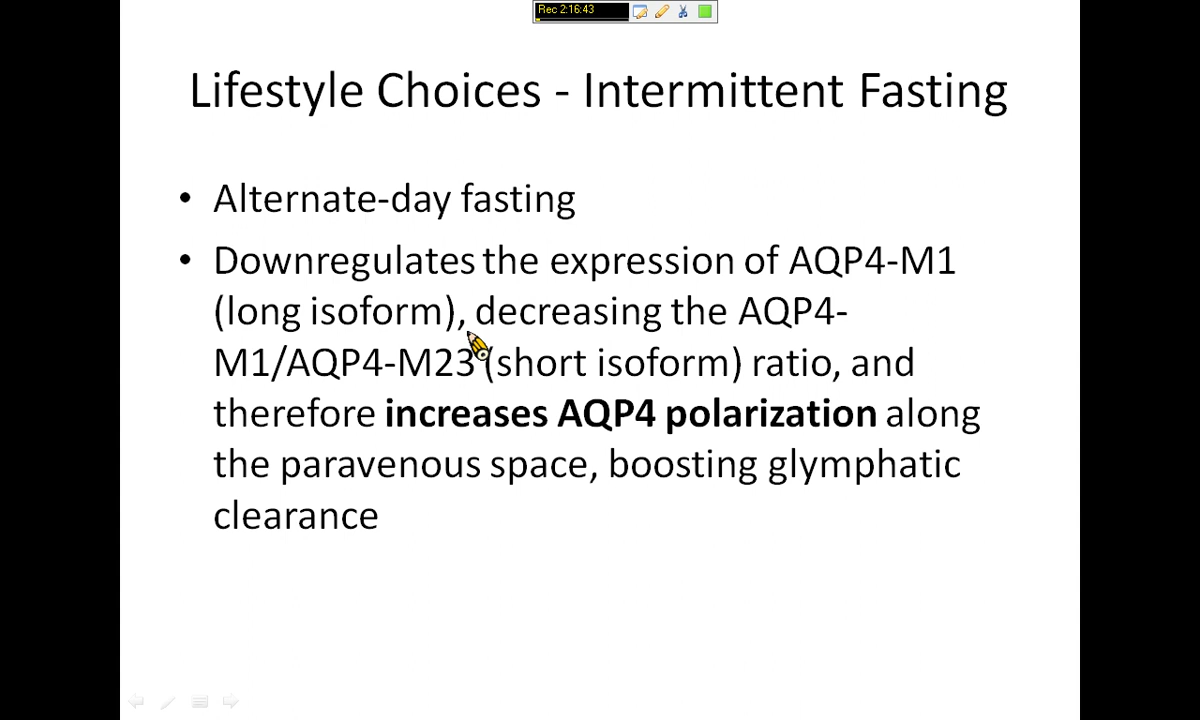 Rec 2:16:43
Lifestyle Choices - Intermittent Fasting
• Alternate-day fasting
• Downregulates the expression of AQP4-M1
(long isoform), decreasing the AQP4-
M1/AQP4-M23 (short isoform) ratio, and
therefore increases AQP4 polarization along
the paravenous space, boosting glymphatic
clearance